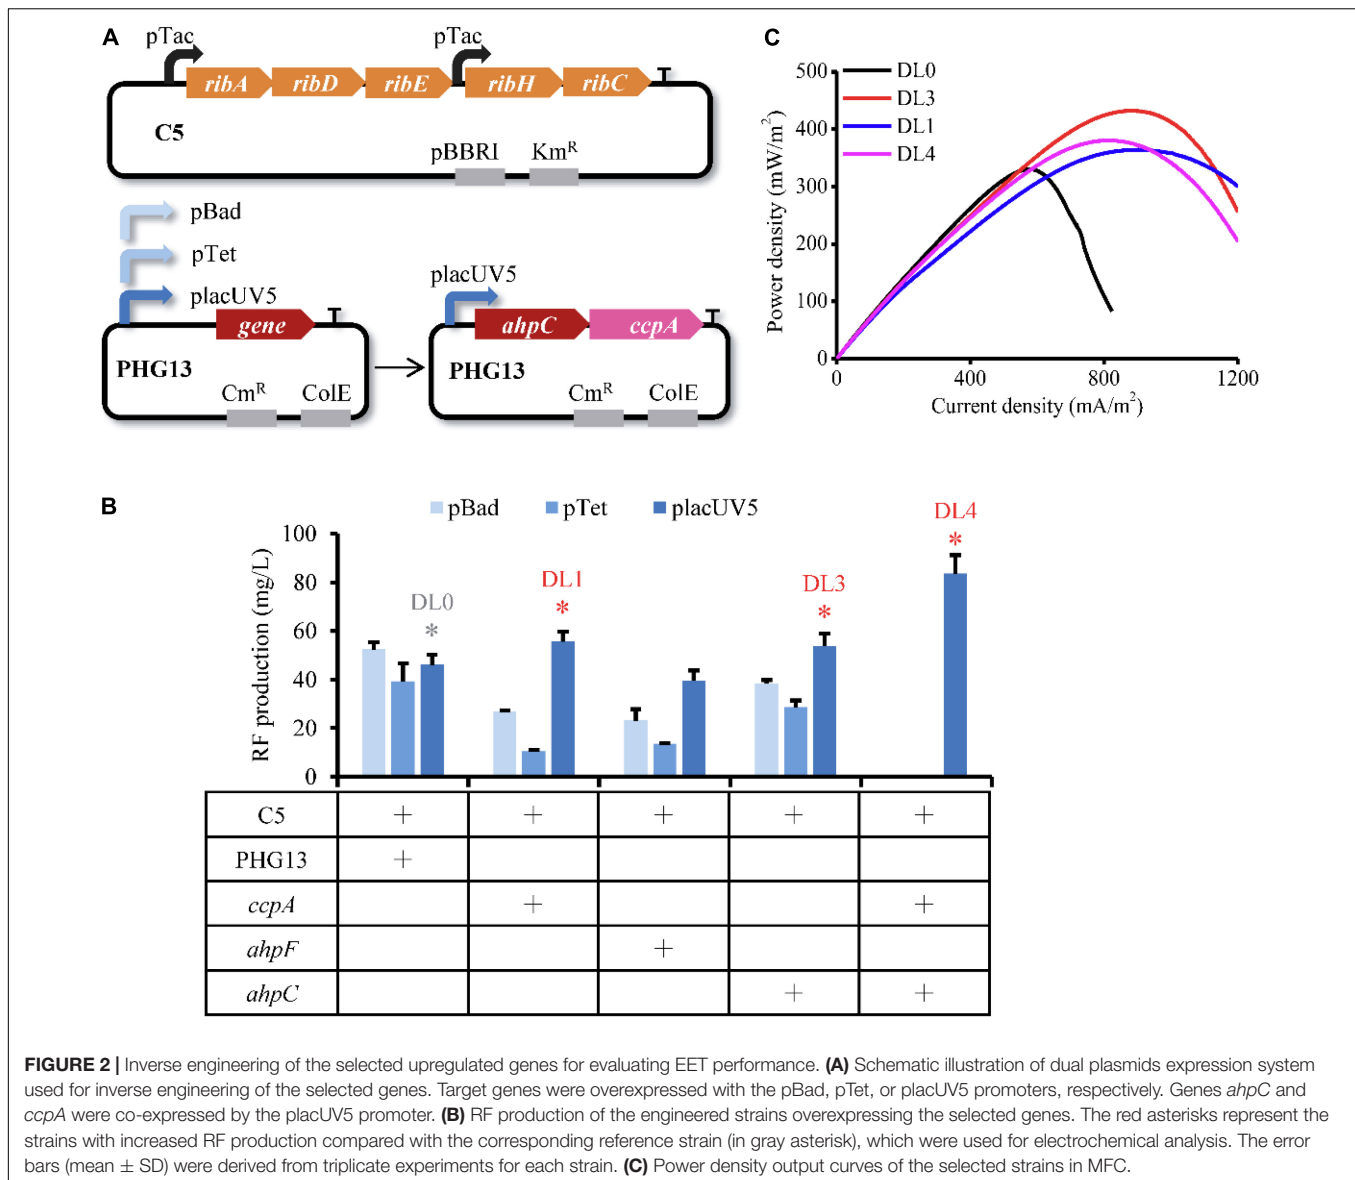 A
pTac
pTac
ribA
ribD
ribE
ribH
ribC
C5
pBBRI
Km^R
pBad
pTet
placUV5
gene
PHG13
Cm^R
ColE
placUV5
ahpC
ccpA
PHG13
Cm^R
ColE
C
DL0
DL3
DL1
DL4
Power density (mW/m²)
500
400
300
200
100
0
0
400
800
1200
Current density (mA/m²)
B
pBad
pTet
placUV5
RF production (mg/L)
100
80
60
40
20
0
DL0
*
DL1
*
DL3
*
DL4
*
C5 + + + + +
PHG13 +
ccpA + +
ahpF +
ahpC + +
FIGURE 2 | Inverse engineering of the selected upregulated genes for evaluating EET performance. (A) Schematic illustration of dual plasmids expression system
used for inverse engineering of the selected genes. Target genes were overexpressed with the pBad, pTet, or placUV5 promoters, respectively. Genes ahpC and
ccpA were co-expressed by the placUV5 promoter. (B) RF production of the engineered strains overexpressing the selected genes. The red asterisks represent the
strains with increased RF production compared with the corresponding reference strain (in gray asterisk), which were used for electrochemical analysis. The error
bars (mean ± SD) were derived from triplicate experiments for each strain. (C) Power density output curves of the selected strains in MFC.